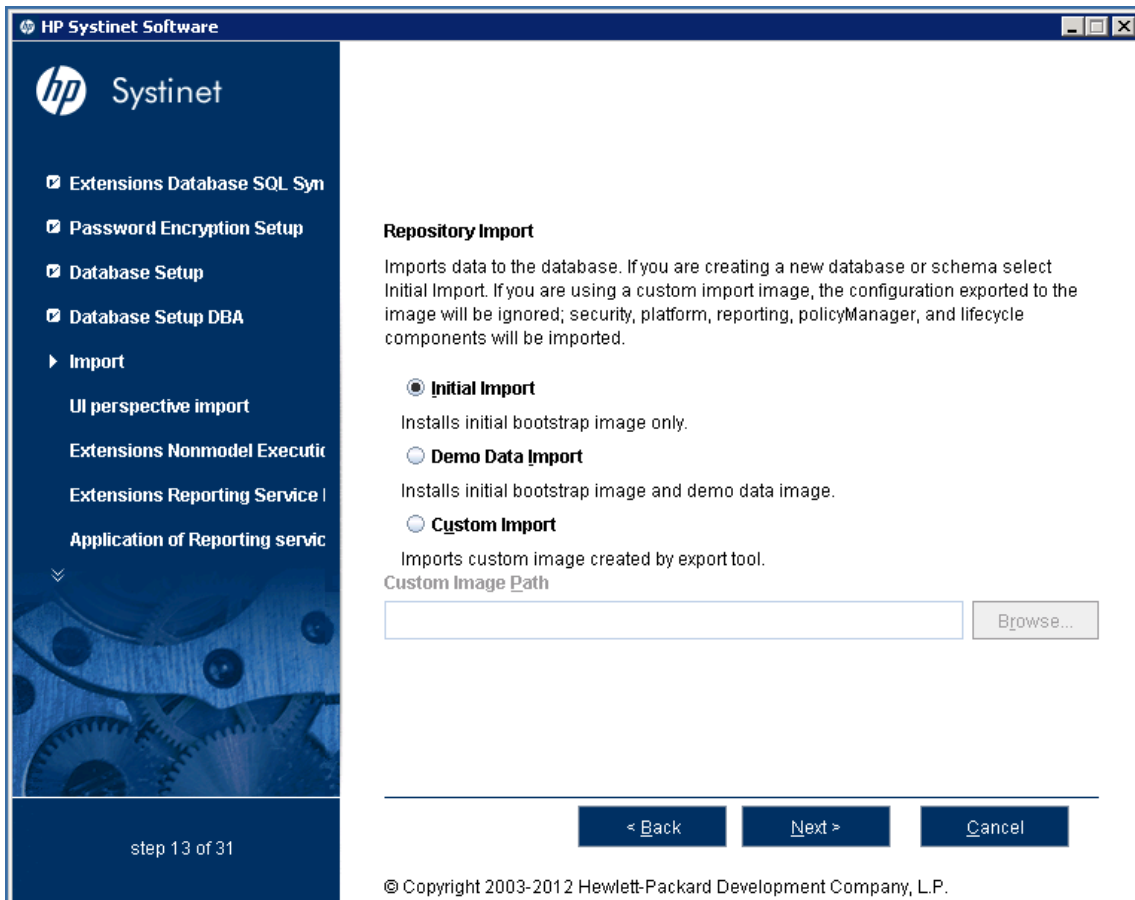 HP Systinet Software
hp Systinet
Extensions Database SQL Syn
Password Encryption Setup
Database Setup
Database Setup DBA
Import
UI perspective import
Extensions Nonmodel Executic
Extensions Reporting Service I
Application of Reporting servic
step 13 of 31
Repository Import
Imports data to the database. If you are creating a new database or schema select
Initial Import. If you are using a custom import image, the configuration exported to the
image will be ignored; security, platform, reporting, policyManager, and lifecycle
components will be imported.
Initial Import
Installs initial bootstrap image only.
Demo Data Import
Installs initial bootstrap image and demo data image.
Custom Import
Imports custom image created by export tool.
Custom Image Path
Browse...
< Back
Next >
Cancel
© Copyright 2003-2012 Hewlett-Packard Development Company, L.P.